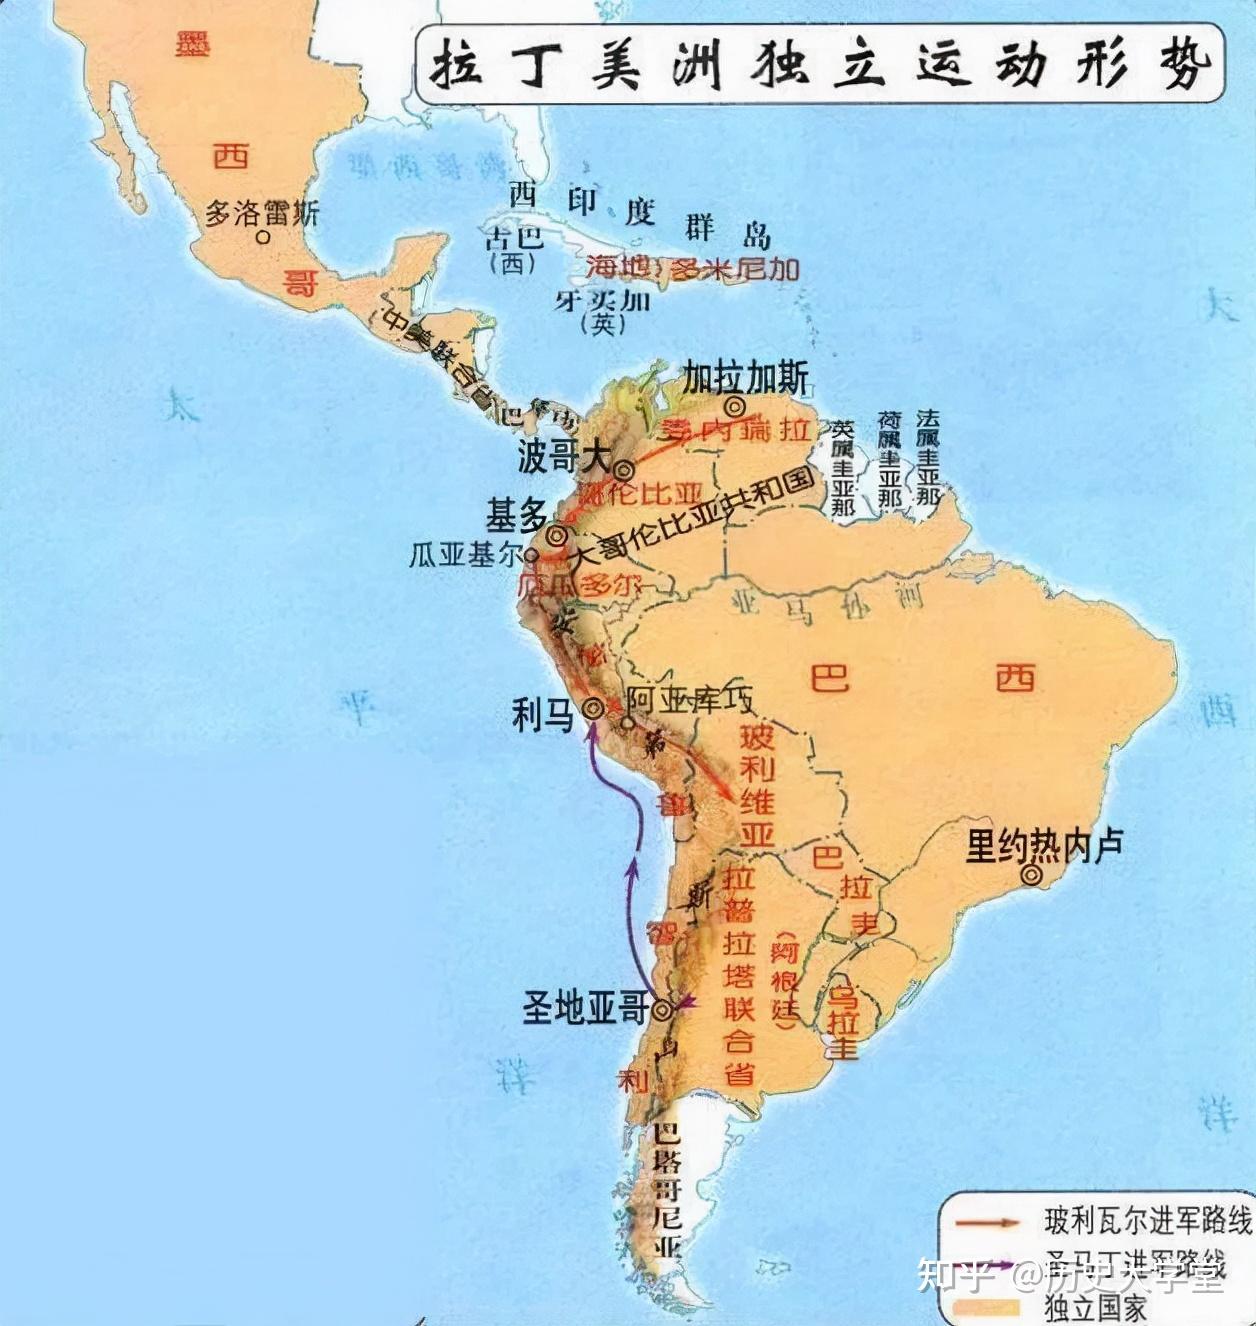 拉丁美洲独立运动形势
墨西哥
多洛雷斯
西印度群岛
古巴
(西)
海地
多米尼加
牙买加
(英)
中美联合省
太
加拉加斯
委内瑞拉
英属圭亚那
荷属圭亚那
法属圭亚那
波哥大
哥伦比亚
大哥伦比亚共和国
基多
瓜亚基尔
厄瓜多尔
亚马孙河
巴西
平
利马
阿亚库巧
秘鲁
玻利维亚
安第斯山
里约热内卢
巴拉圭
拉普拉塔联合省
(阿根廷)
智利
圣地亚哥
乌拉圭
洋
巴塔哥尼亚
太
西
洋
玻利瓦尔进军路线
圣马丁进军路线
独立国家
知乎 @历史大学堂